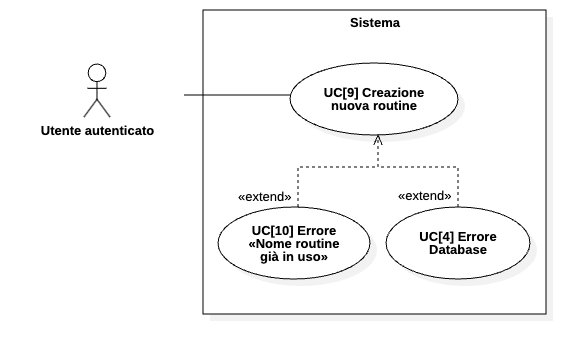 Sistema
UC[9] Creazione
nuova routine
Utente autenticato
«extend»
«extend»
UC[10] Errore
«Nome routine
già in uso»
UC[4] Errore
Database